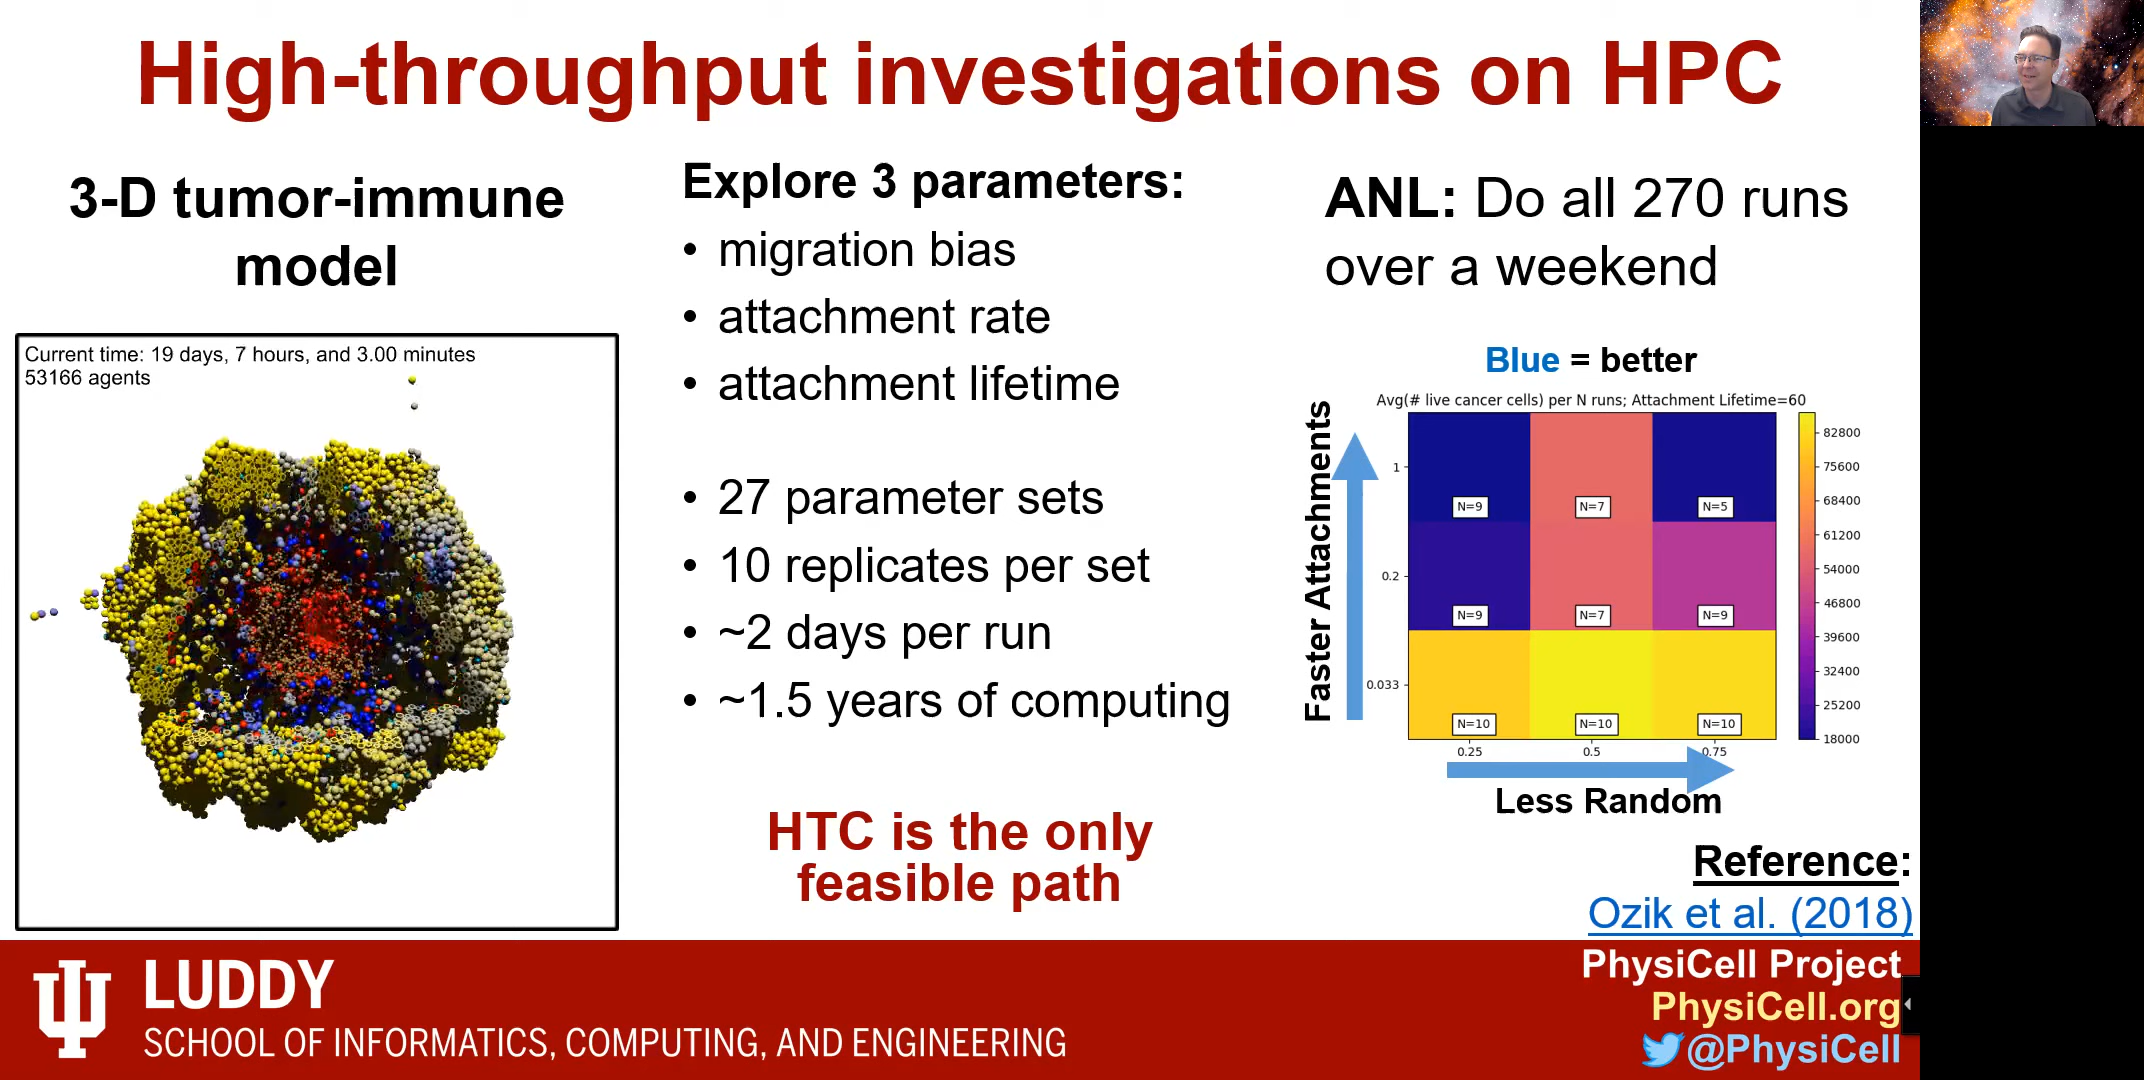 High-throughput investigations on HPC
3-D tumor-immune
model
Current time: 19 days, 7 hours, and 3.00 minutes
53166 agents
Explore 3 parameters:
• migration bias
• attachment rate
• attachment lifetime
• 27 parameter sets
• 10 replicates per set
• ~2 days per run
• ~1.5 years of computing
HTC is the only
feasible path
ANL: Do all 270 runs
over a weekend
Blue = better
Avg(# live cancer cells) per N runs; Attachment Lifetime=60
Faster Attachments
1
0.2
0.033
N=9
N=7
N=5
N=9
N=7
N=9
N=10
N=10
N=10
0.25
0.5
0.75
Less Random
82800
75600
68400
61200
54000
46800
39600
32400
25200
18000
Reference:
Ozik et al. (2018)
LUDDY
SCHOOL OF INFORMATICS, COMPUTING, AND ENGINEERING
PhysiCell Project
PhysiCell.org
@PhysiCell